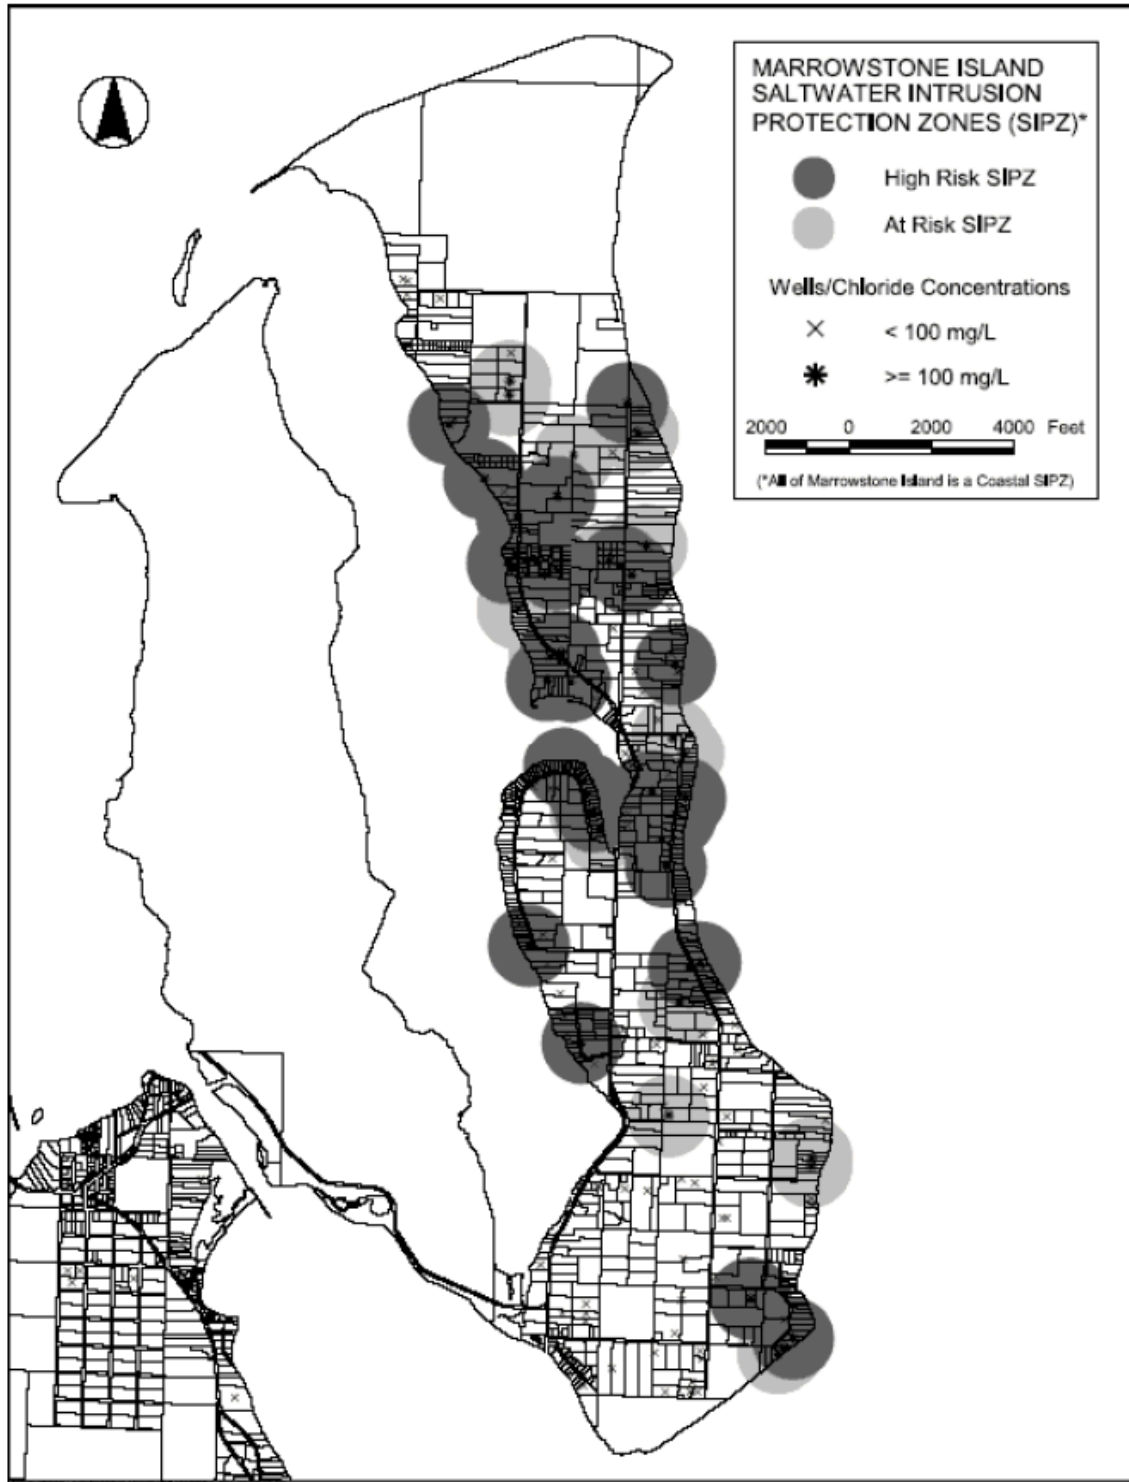 MARROWSTONE ISLAND
SALTWATER INTRUSION
PROTECTION ZONES (SIPZ)*
High Risk SIPZ
At Risk SIPZ
Wells/Chloride Concentrations
< 100 mg/L
>= 100 mg/L
2000 0 2000 4000 Feet
(*All of Marrowstone Island is a Coastal SIPZ)